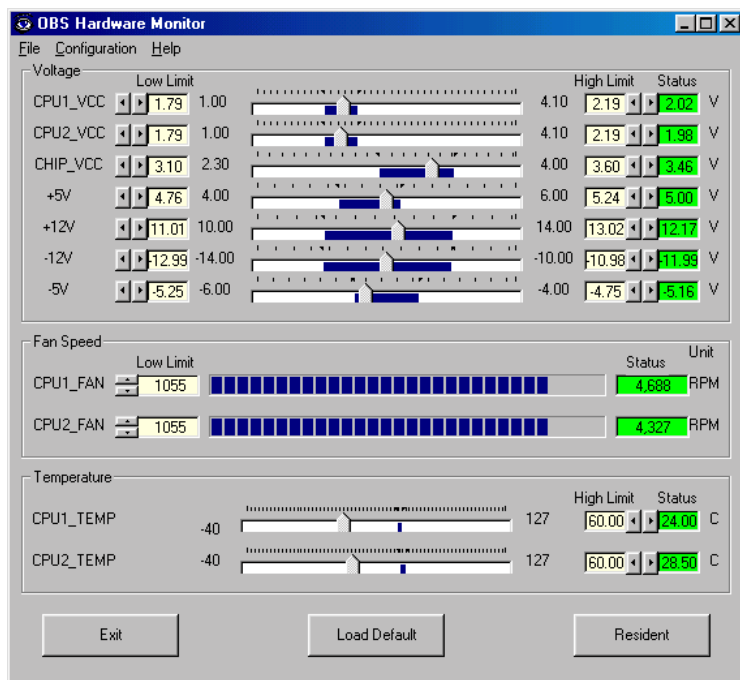 OBS Hardware Monitor
File Configuration Help
Voltage
Low Limit High Limit Status
CPU1_VCC 1.79 1.00 4.10 2.19 2.02 V
CPU2_VCC 1.79 1.00 4.10 2.19 1.98 V
CHIP_VCC 3.10 2.30 4.00 3.60 3.46 V
+5V 4.76 4.00 6.00 5.24 5.00 V
+12V 11.01 10.00 14.00 13.02 12.17 V
-12V -12.99 -14.00 -10.00 -10.98 -11.99 V
-5V -5.25 -6.00 -4.00 -4.75 -5.16 V
Fan Speed
Low Limit Status Unit
CPU1_FAN 1055 4,688 RPM
CPU2_FAN 1055 4,327 RPM
Temperature
High Limit Status
CPU1_TEMP -40 127 60.00 24.00 C
CPU2_TEMP -40 127 60.00 28.50 C
Exit Load Default Resident